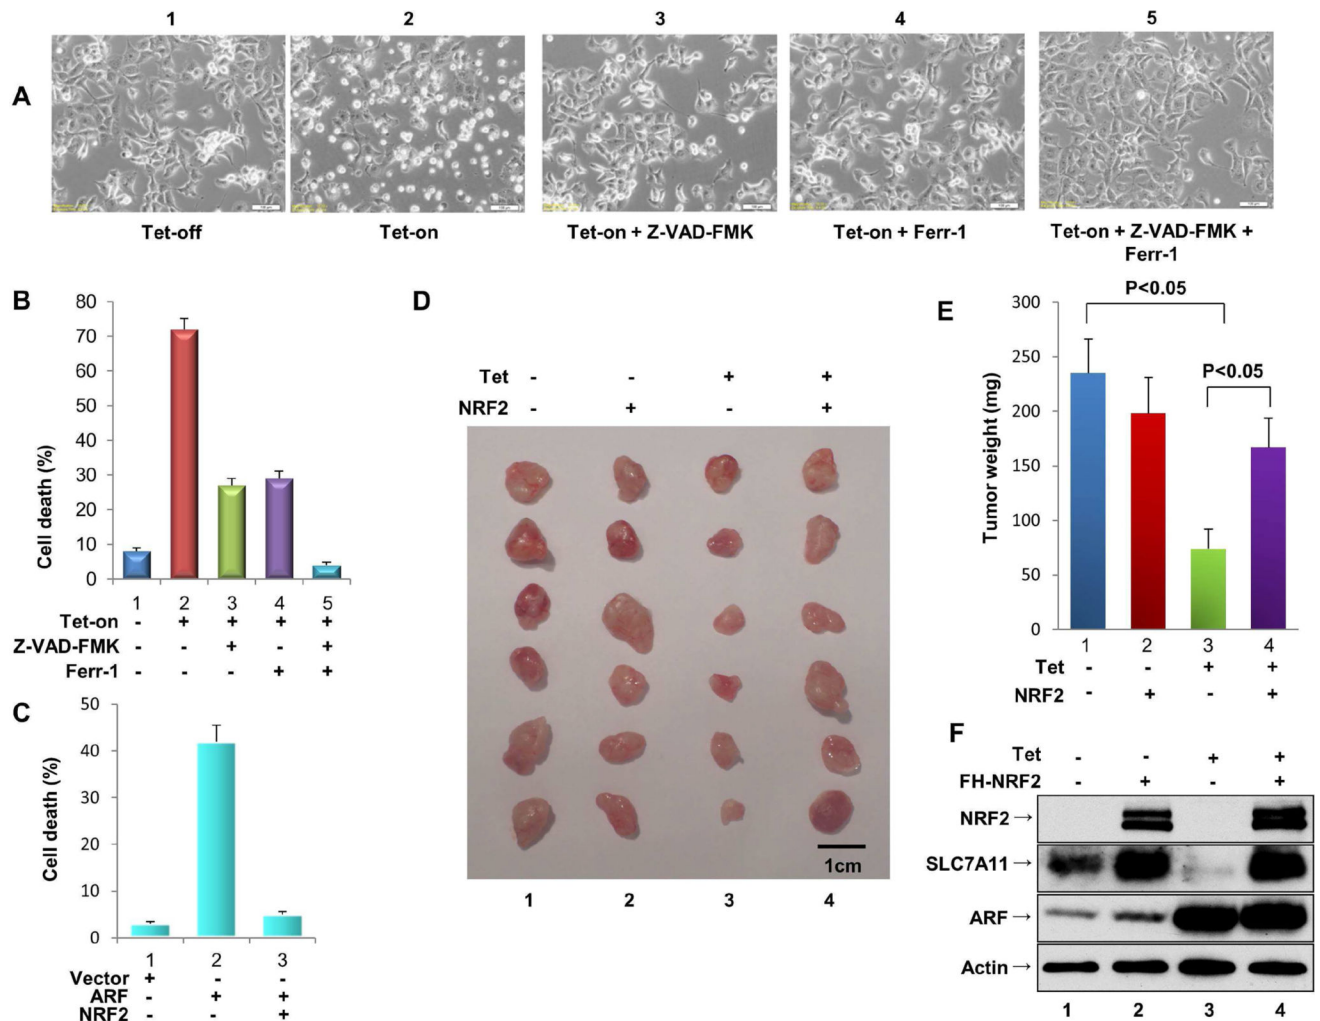 1 2 3 4 5
A
Tet-off Tet-on Tet-on + Z-VAD-FMK Tet-on + Ferr-1 Tet-on + Z-VAD-FMK +
Ferr-1
B
Cell death (%)
80
70
60
50
40
30
20
10
0
1 2 3 4 5
Tet-on - + + + +
Z-VAD-FMK - - + - +
Ferr-1 - - - + +
C
Cell death (%)
50
40
30
20
10
0
1 2 3
Vector + - -
ARF - + +
NRF2 - - +
D
Tet - - + +
NRF2 - + - +
1cm
1 2 3 4
E
P<0.05
P<0.05
Tumor weight (mg)
300
250
200
150
100
50
0
1 2 3 4
Tet - - + +
NRF2 - + - +
F
Tet - - + +
FH-NRF2 - + - +
NRF2 →
SLC7A11 →
ARF →
Actin →
1 2 3 4